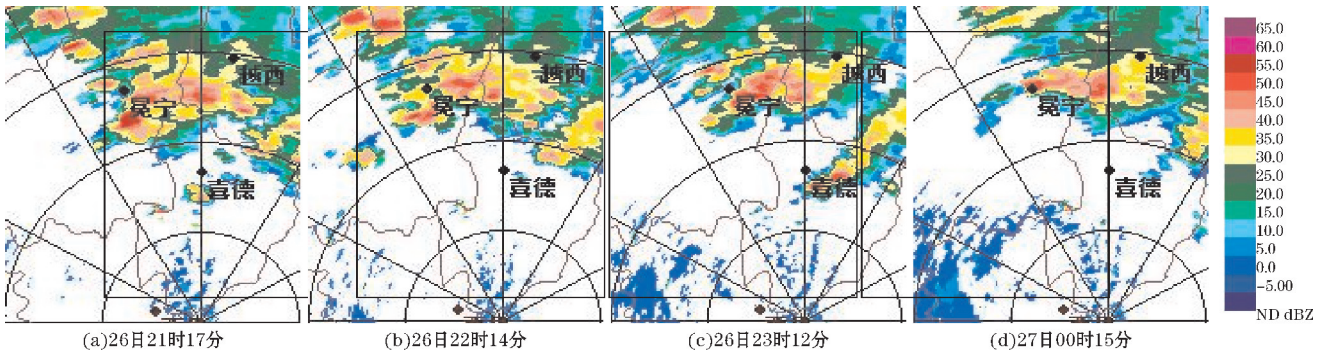 越西
冕宁
喜德
越西
冕宁
喜德
越西
冕宁
喜德
越西
冕宁
喜德
65.0
60.0
55.0
50.0
45.0
40.0
35.0
30.0
25.0
20.0
15.0
10.0
5.0
0.0
-5.00
ND dBZ
(a)26日21时17分
(b)26日22时14分
(c)26日23时12分
(d)27日00时15分